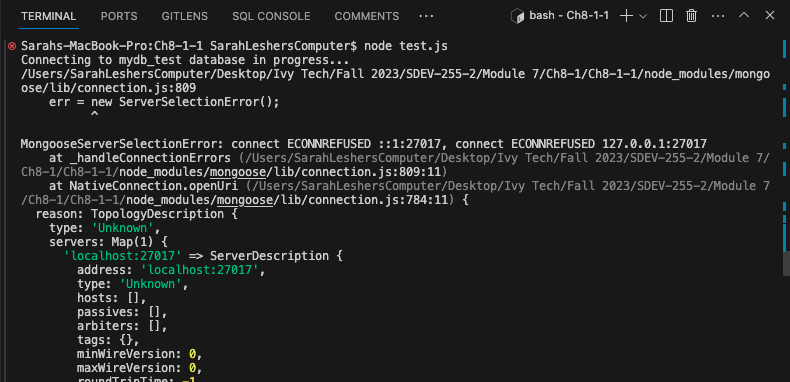 TERMINAL PORTS GITLENS SQL CONSOLE COMMENTS ··· bash - Ch8-1-1
Sarahs-MacBook-Pro:Ch8-1-1 SarahLeshersComputer$ node test.js
Connecting to mydb_test database in progress...
/Users/SarahLeshersComputer/Desktop/Ivy Tech/Fall 2023/SDEV-255-2/Module 7/Ch8-1/Ch8-1-1/node_modules/mongo
ose/lib/connection.js:809
    err = new ServerSelectionError();
          ^
MongooseServerSelectionError: connect ECONNREFUSED ::1:27017, connect ECONNREFUSED 127.0.0.1:27017
    at _handleConnectionErrors (/Users/SarahLeshersComputer/Desktop/Ivy Tech/Fall 2023/SDEV-255-2/Module 7/
Ch8-1/Ch8-1-1/node_modules/mongoose/lib/connection.js:809:11)
    at NativeConnection.openUri (/Users/SarahLeshersComputer/Desktop/Ivy Tech/Fall 2023/SDEV-255-2/Module 7
/Ch8-1/Ch8-1-1/node_modules/mongoose/lib/connection.js:784:11) {
  reason: TopologyDescription {
    type: 'Unknown',
    servers: Map(1) {
      'localhost:27017' => ServerDescription {
        address: 'localhost:27017',
        type: 'Unknown',
        hosts: [],
        passives: [],
        arbiters: [],
        tags: {},
        minWireVersion: 0,
        maxWireVersion: 0,
        roundTripTime: -1